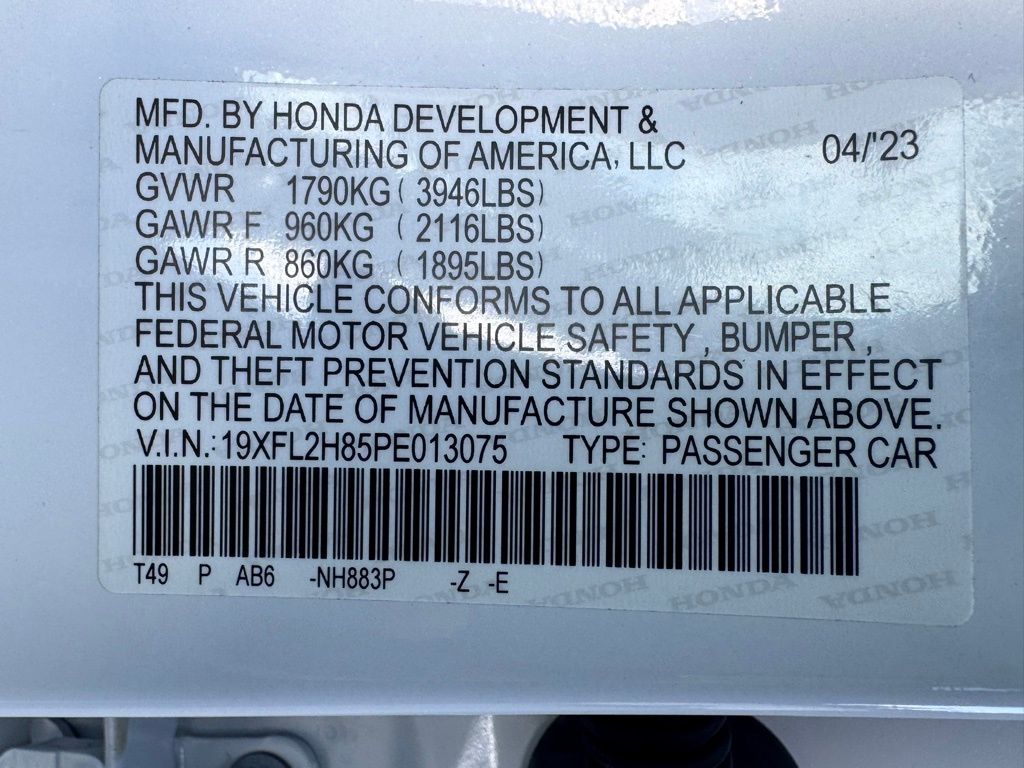 MFD. BY HONDA DEVELOPMENT &
MANUFACTURING OF AMERICA, LLC 04/'23
GVWR 1790KG ( 3946LBS)
GAWR F 960KG ( 2116LBS)
GAWR R 860KG ( 1895LBS)
THIS VEHICLE CONFORMS TO ALL APPLICABLE
FEDERAL MOTOR VEHICLE SAFETY , BUMPER ,
AND THEFT PREVENTION STANDARDS IN EFFECT
ON THE DATE OF MANUFACTURE SHOWN ABOVE.
V.I.N.: 19XFL2H85PE013075 TYPE: PASSENGER CAR
T49 P AB6 -NH883P -Z -E
HONDA HONDA